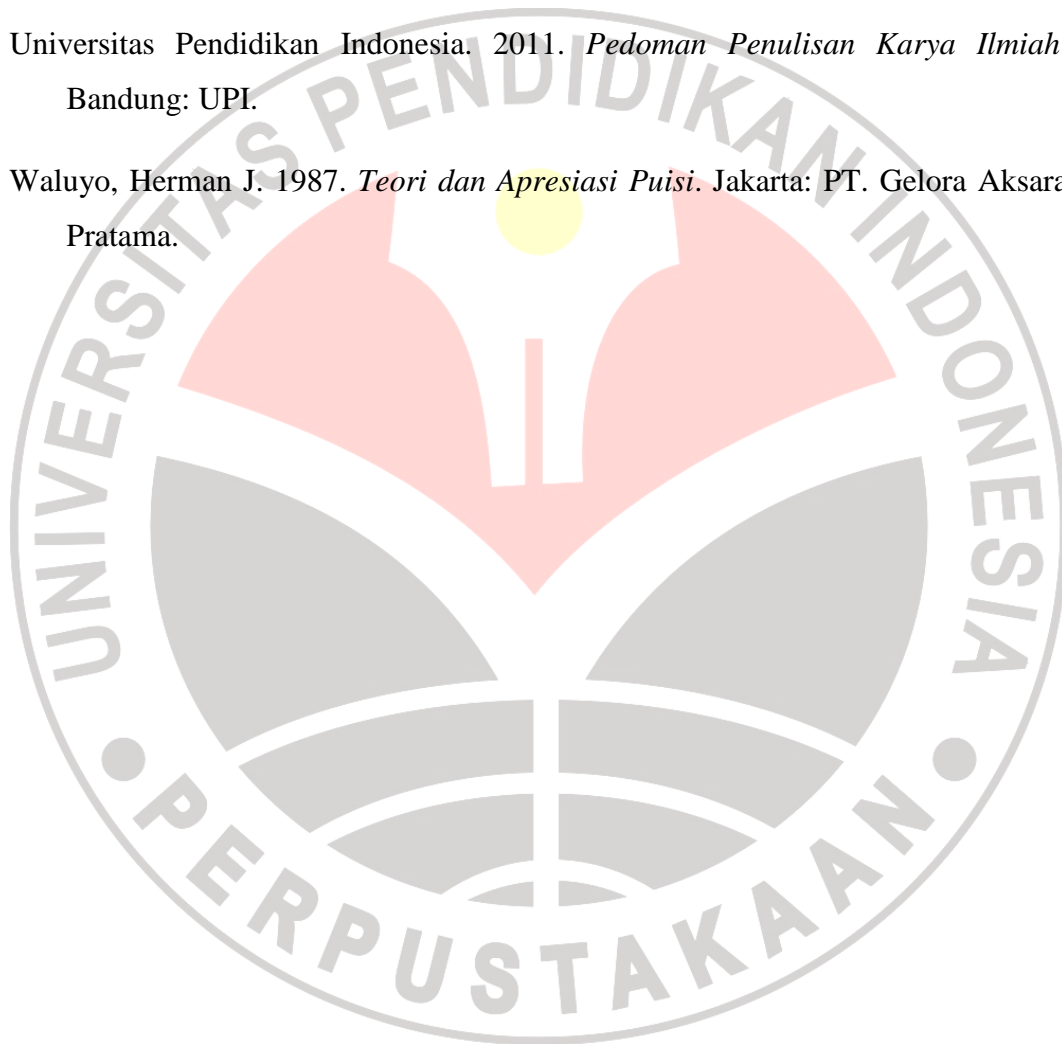 Universitas Pendidikan Indonesia. 2011. Pedoman Penulisan Karya Ilmiah
Bandung: UPI.
Waluyo, Herman J. 1987. Teori dan Apresiasi Puisi. Jakarta: PT. Gelora Aksara
Pratama.
UNIVERSITAS PENDIDIKAN INDONESIA
PERPUSTAKAAN